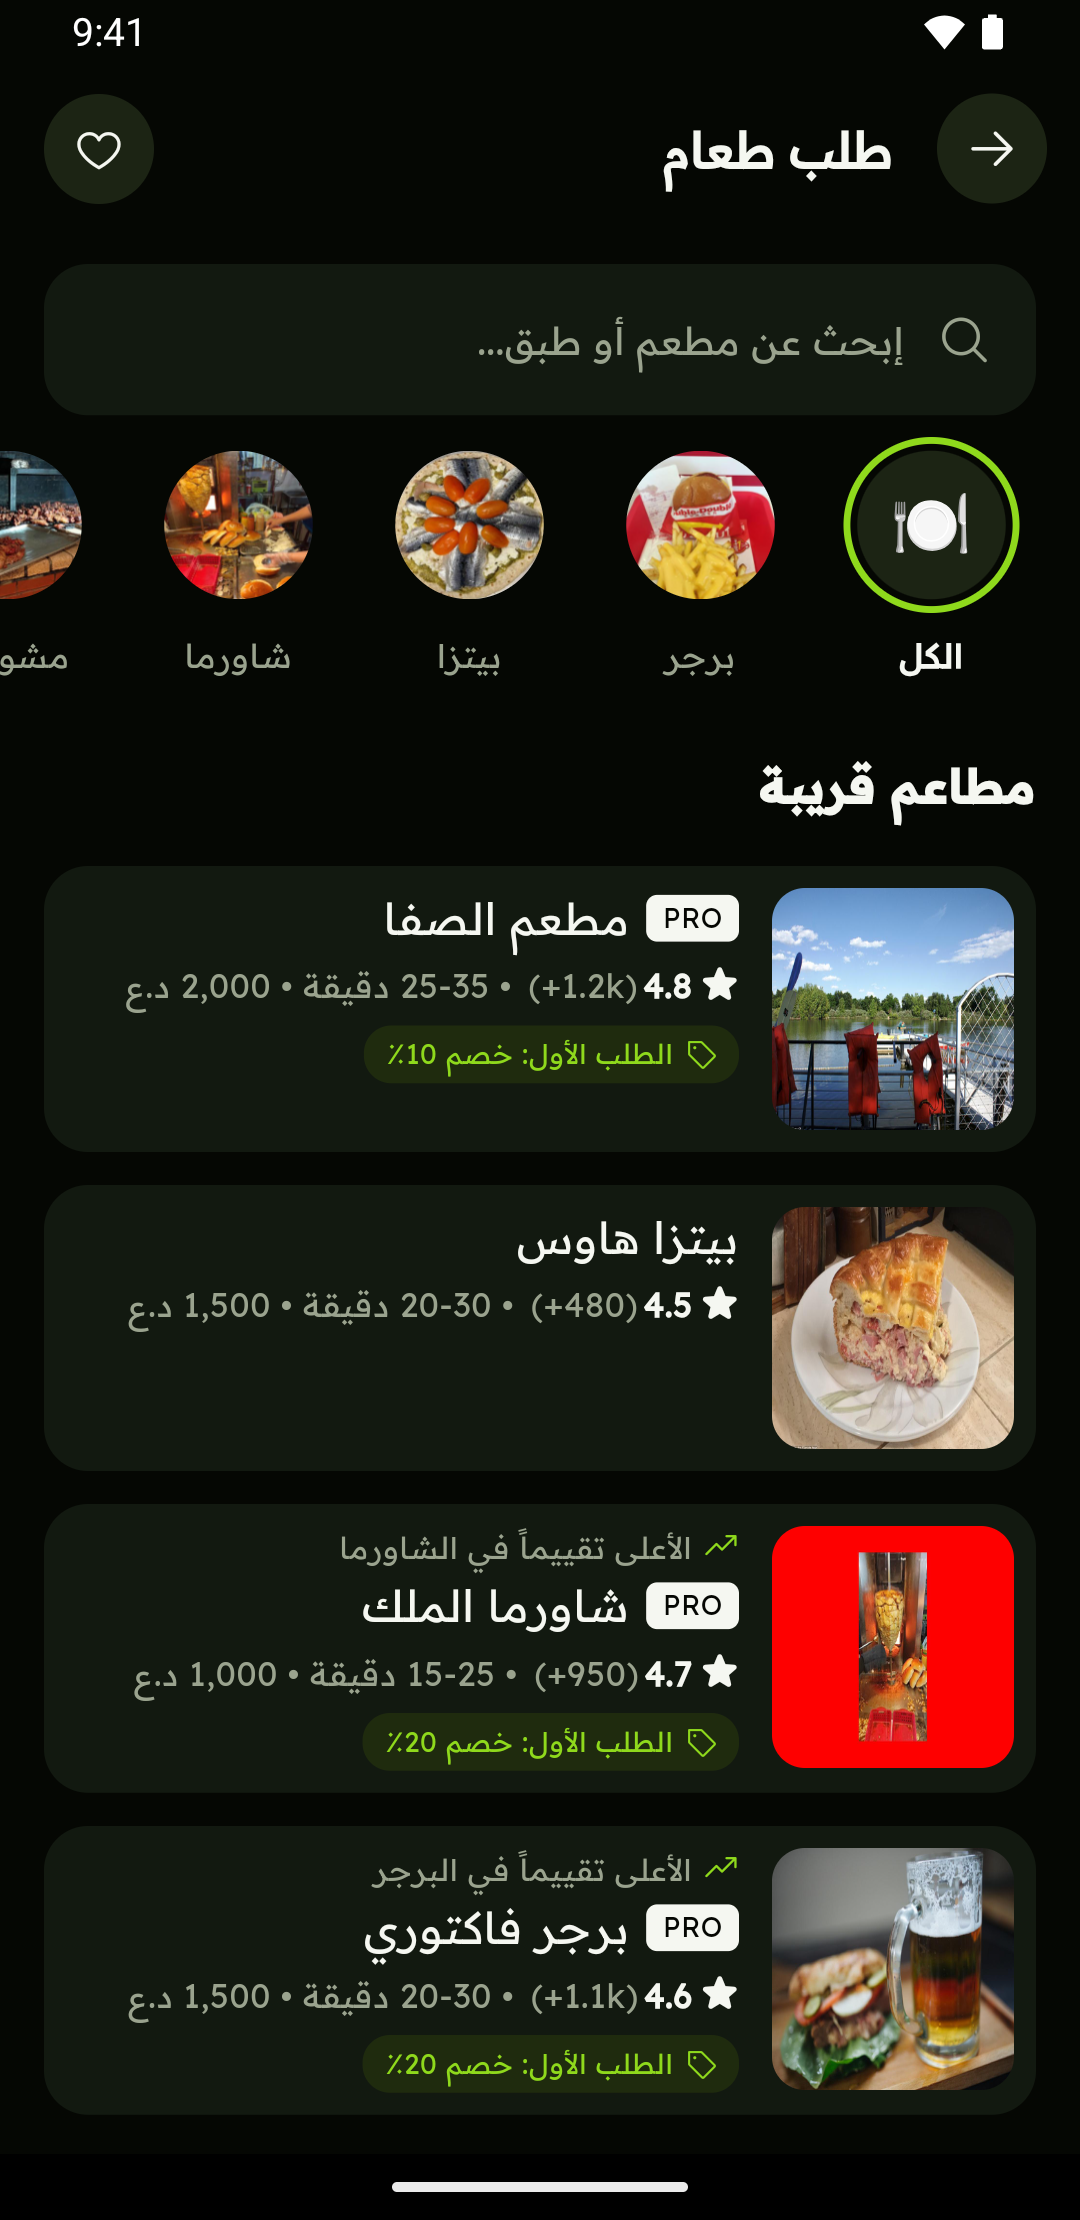 9:41
طلب طعام
إبحث عن مطعم أو طبق...
الكل
برجر
بيتزا
شاورما
مشو
مطاعم قريبة
PRO مطعم الصفا
4.8 (+1.2k) • 25-35 دقيقة • 2,000 د.ع
الطلب الأول: خصم 10٪
بيتزا هاوس
4.5 (+480) • 20-30 دقيقة • 1,500 د.ع
الأعلى تقييماً في الشاورما
PRO شاورما الملك
4.7 (+950) • 15-25 دقيقة • 1,000 د.ع
الطلب الأول: خصم 20٪
الأعلى تقييماً في البرجر
PRO برجر فاكتوري
4.6 (+1.1k) • 20-30 دقيقة • 1,500 د.ع
الطلب الأول: خصم 20٪